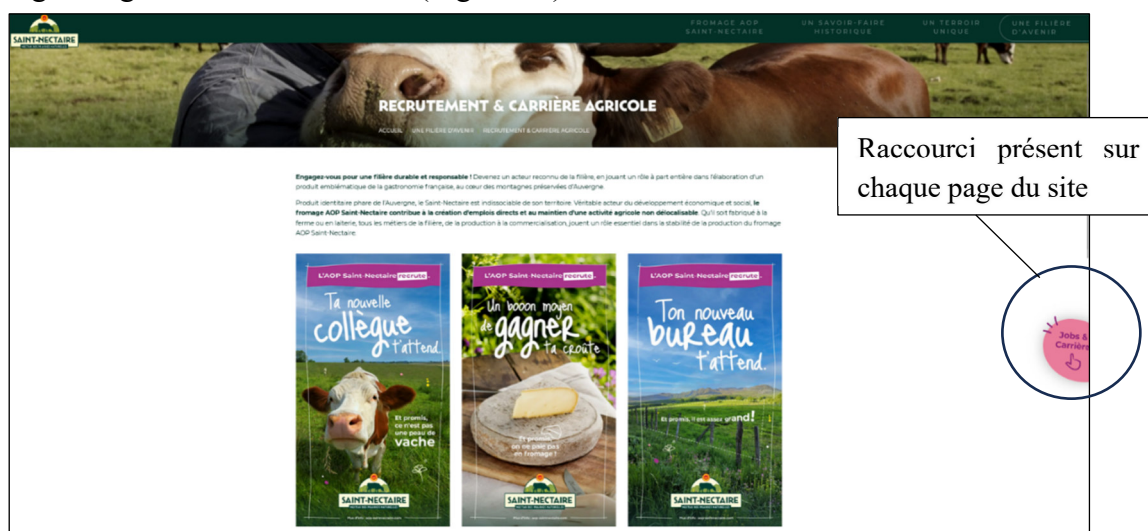 SAINT-NECTAIRE
FROMAGE AOP
SAINT-NECTAIRE
UN SAVOIR-FAIRE
HISTORIQUE
UN TERROIR
UNIQUE
UNE FILIÈRE
D'AVENIR
RECRUTEMENT & CARRIÈRE AGRICOLE
ACCUEIL UNE FILIÈRE D'AVENIR RECRUTEMENT & CARRIÈRE AGRICOLE
Raccourci présent sur
chaque page du site
Engagez-vous pour une filière durable et responsable ! Devenez un acteur reconnu de la filière, en jouant un rôle à part entière dans l'élaboration d'un
produit emblématique de la gastronomie française, au cœur des montagnes préservées d'Auvergne.
Produit identitaire phare de l'Auvergne, le Saint-Nectaire est indissociable de son territoire. Véritable acteur du développement économique et social, le
fromage AOP Saint-Nectaire contribue à la création d'emplois directs et au maintien d'une activité agricole non délocalisable. Qu'il soit fabriqué à la
ferme ou en laiterie, tous les métiers de la filière, de la production à la commercialisation, jouent un rôle essentiel dans la stabilité de la production du fromage
AOP Saint-Nectaire.
L'AOP Saint-Nectaire recrute.
Ta nouvelle
collègue
t'attend.
Et promis,
ce n'est pas
une peau de
vache
SAINT-NECTAIRE
L'AOP Saint-Nectaire recrute.
Un booon moyen
de gagner
ta croûte
Et promis,
on ne paie pas
en fromage !
SAINT-NECTAIRE
L'AOP Saint-Nectaire recrute.
Ton nouveau
bureau
t'attend.
Et promis, il est assez grand !
SAINT-NECTAIRE
Jobs &
Carrière